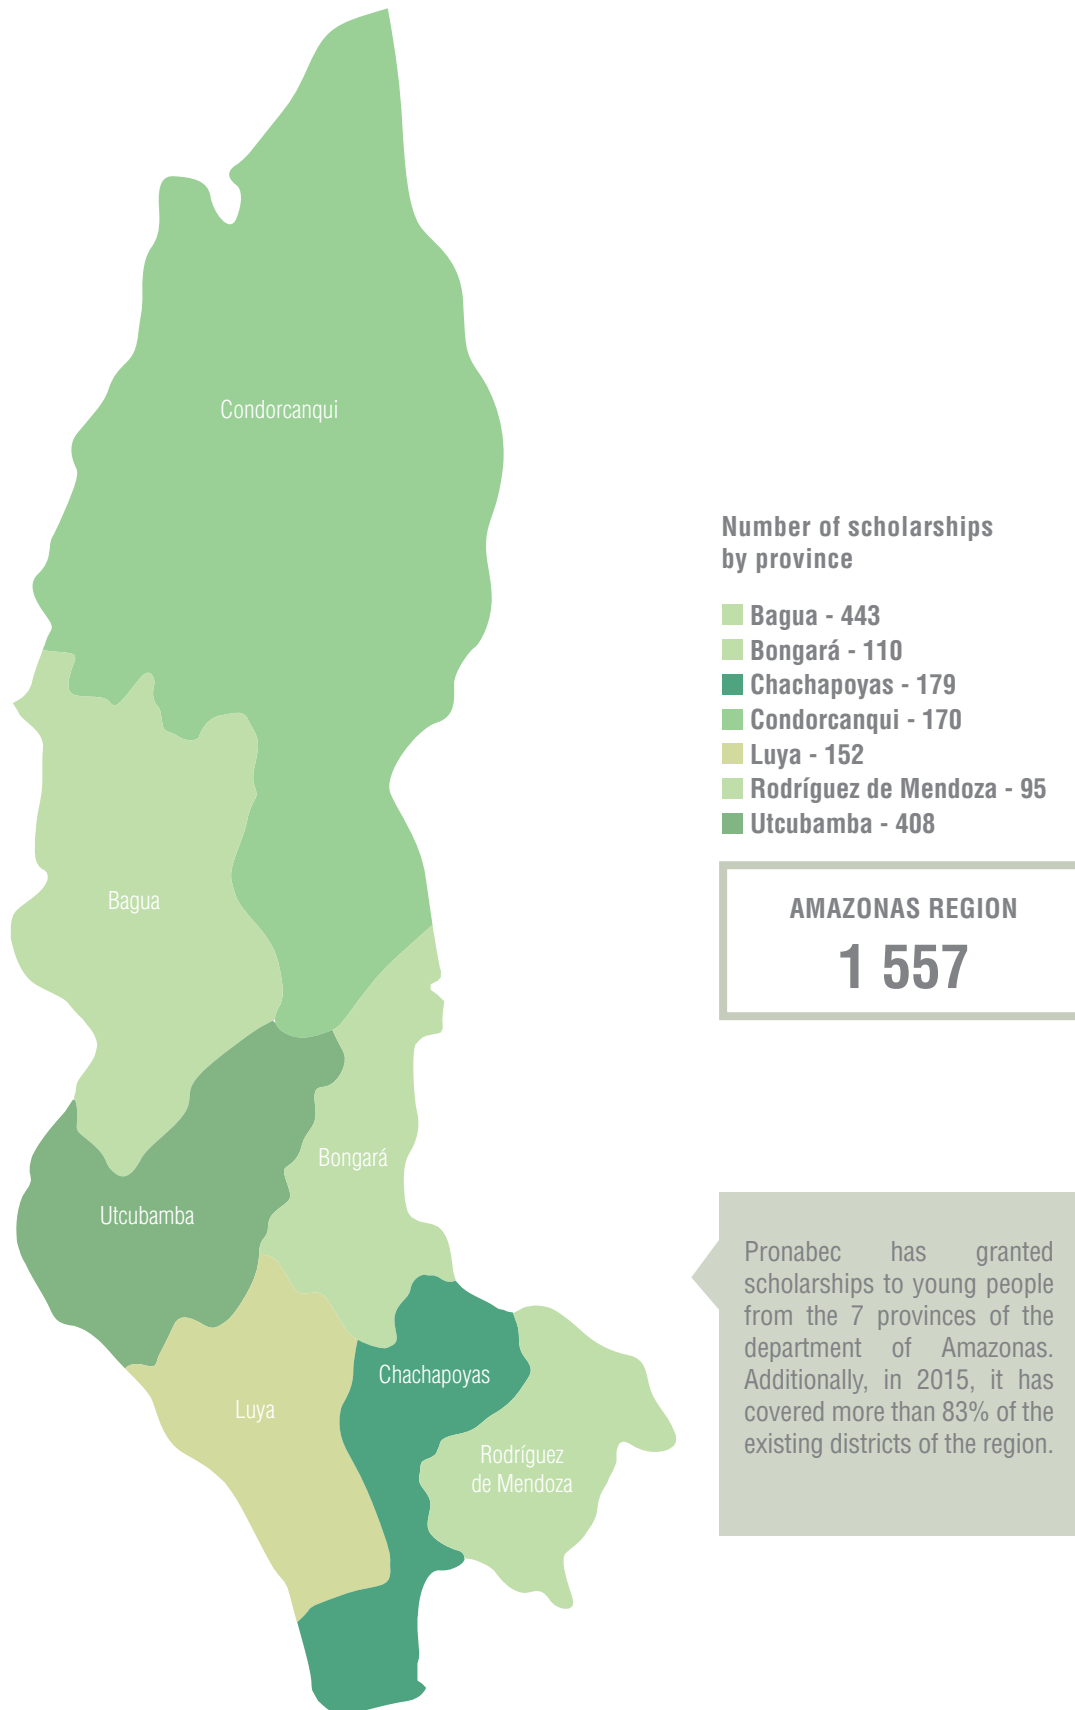 Condorcanqui
Bagua
Bongará
Utcubamba
Chachapoyas
Luya
Rodríguez
de Mendoza
Number of scholarships
by province
Bagua - 443
Bongará - 110
Chachapoyas - 179
Condorcanqui - 170
Luya - 152
Rodríguez de Mendoza - 95
Utcubamba - 408
AMAZONAS REGION
1 557
Pronabec has granted
scholarships to young people
from the 7 provinces of the
department of Amazonas.
Additionally, in 2015, it has
covered more than 83% of the
existing districts of the region.